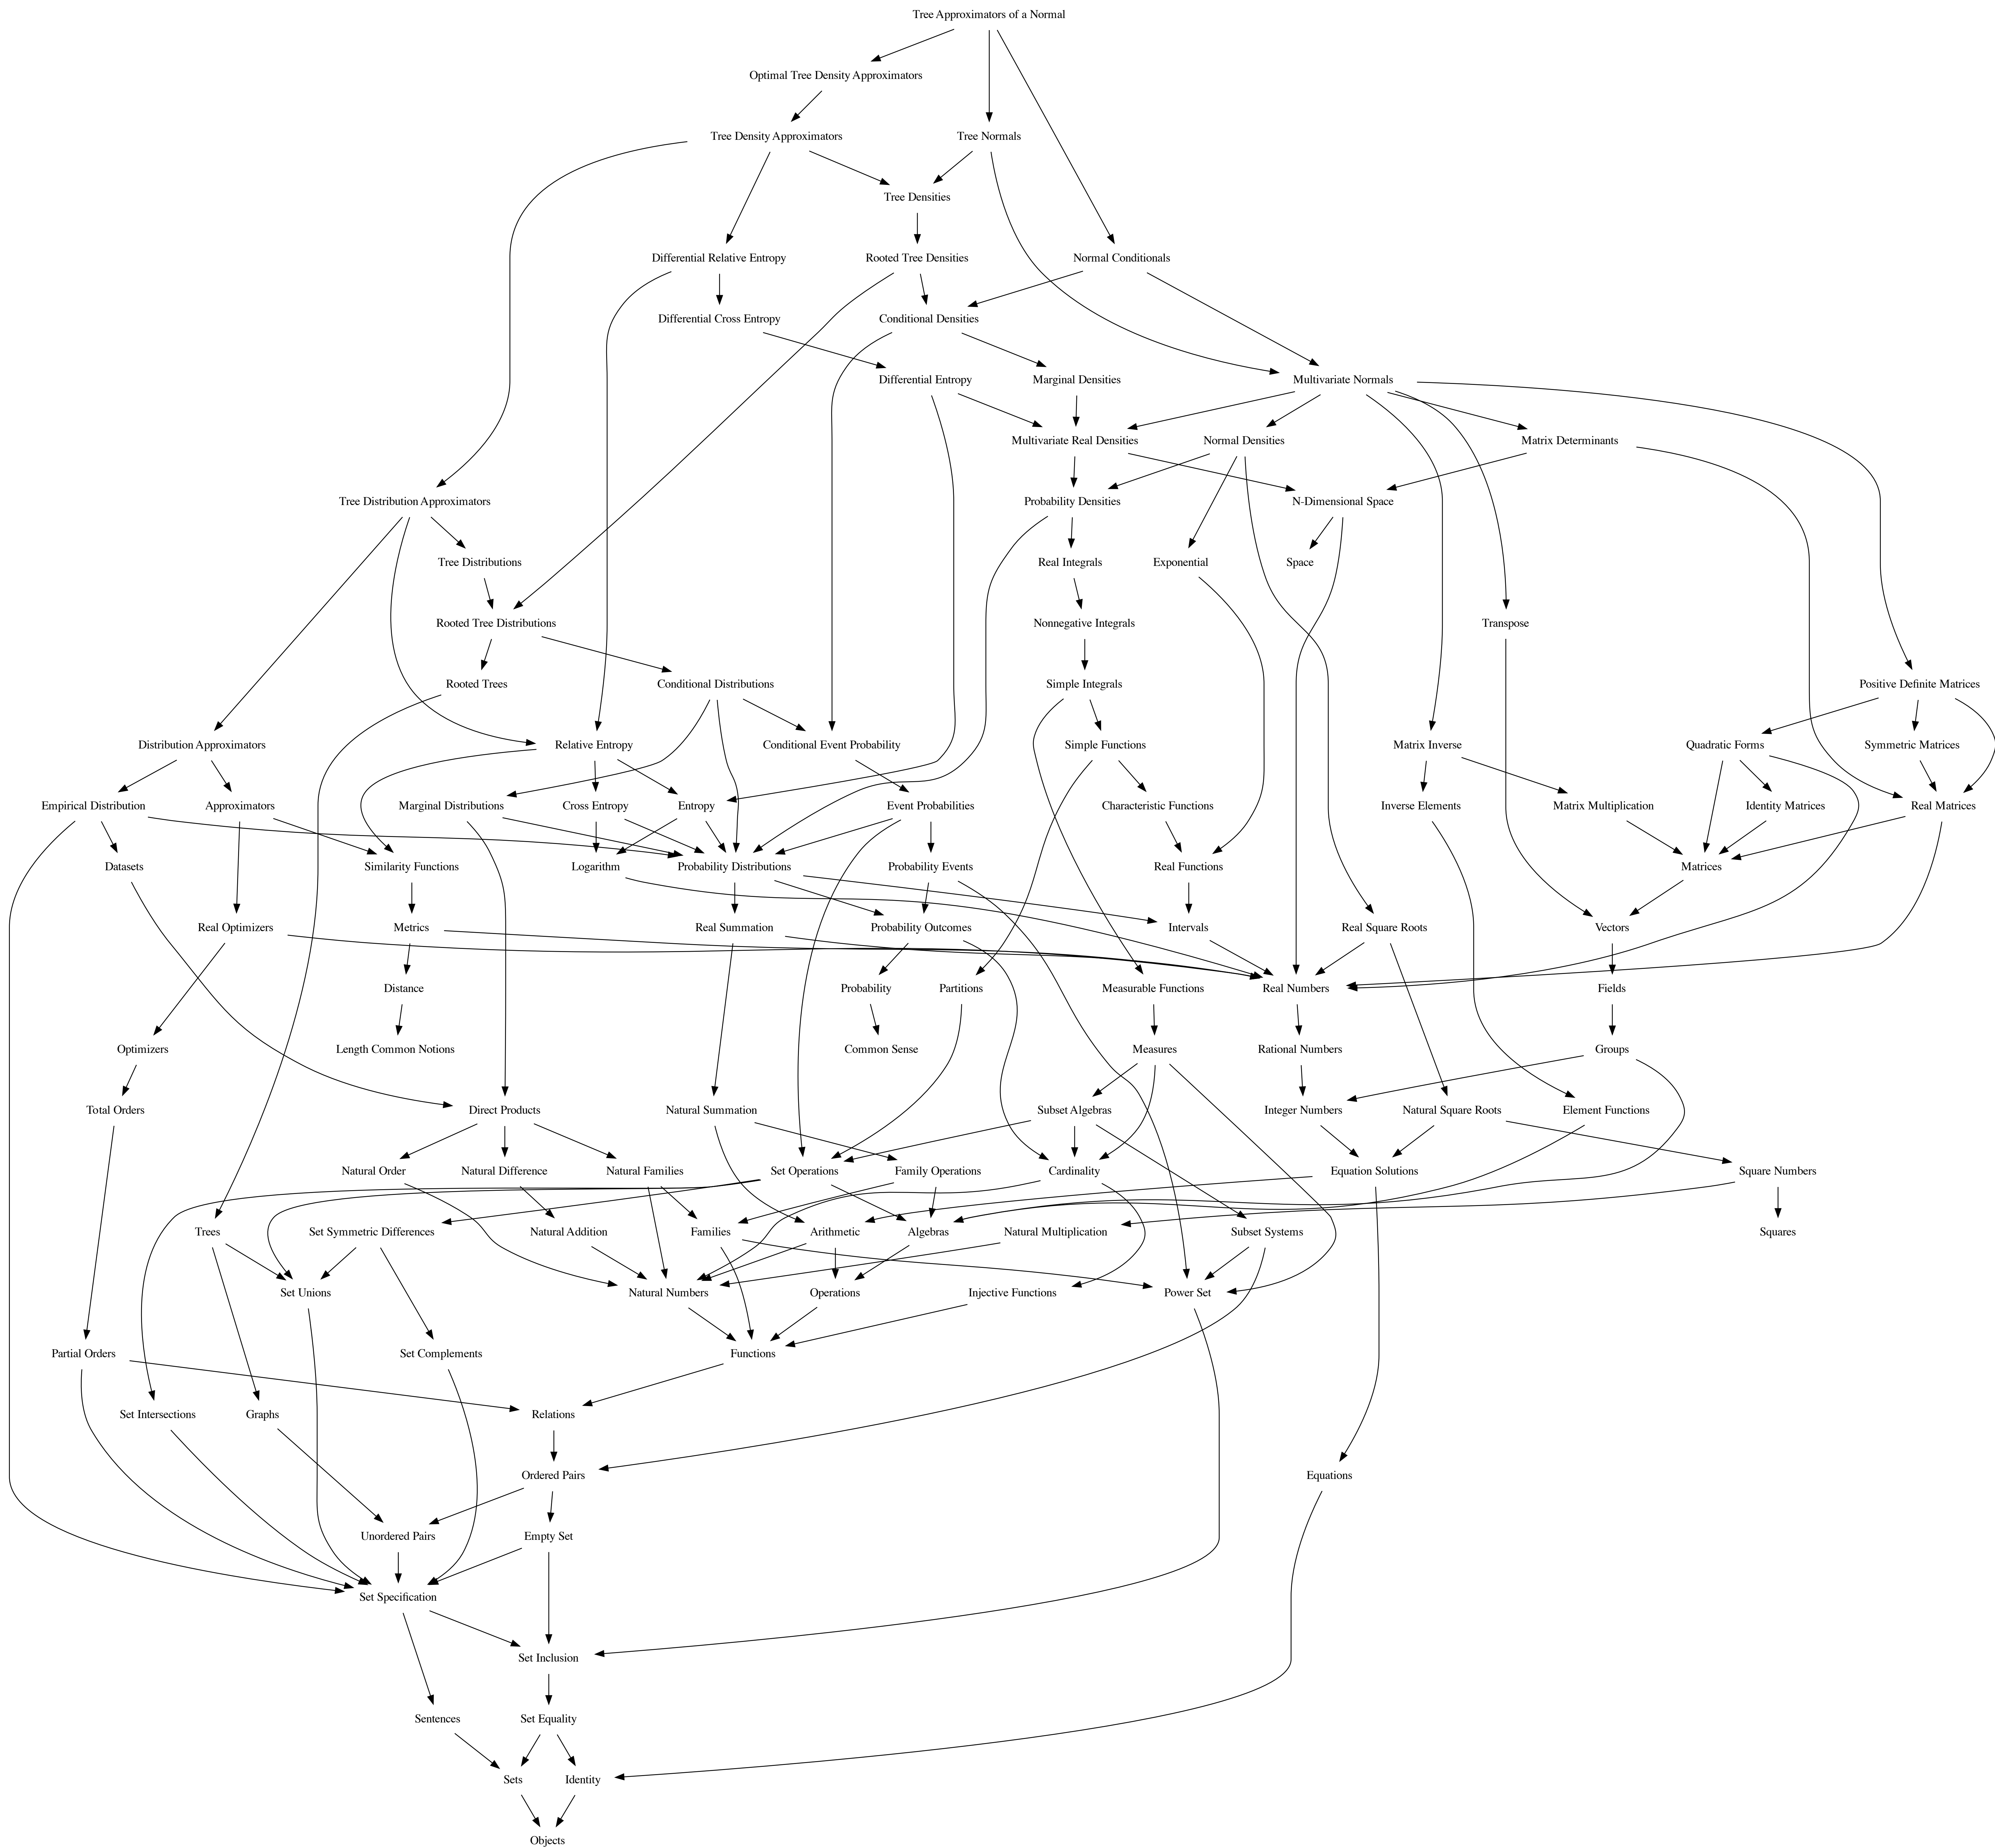 Tree Approximators of a Normal
Optimal Tree Density Approximators
Tree Density Approximators
Tree Normals
Tree Densities
Differential Relative Entropy
Rooted Tree Densities
Normal Conditionals
Differential Cross Entropy
Conditional Densities
Differential Entropy
Marginal Densities
Multivariate Normals
Multivariate Real Densities
Normal Densities
Matrix Determinants
Tree Distribution Approximators
Probability Densities
N-Dimensional Space
Tree Distributions
Real Integrals
Exponential
Space
Rooted Tree Distributions
Nonnegative Integrals
Transpose
Rooted Trees
Conditional Distributions
Simple Integrals
Positive Definite Matrices
Distribution Approximators
Relative Entropy
Conditional Event Probability
Simple Functions
Matrix Inverse
Quadratic Forms
Symmetric Matrices
Empirical Distribution
Approximators
Marginal Distributions
Cross Entropy
Entropy
Event Probabilities
Characteristic Functions
Inverse Elements
Matrix Multiplication
Identity Matrices
Real Matrices
Datasets
Similarity Functions
Logarithm
Probability Distributions
Probability Events
Real Functions
Matrices
Real Optimizers
Metrics
Real Summation
Probability Outcomes
Intervals
Real Square Roots
Vectors
Distance
Probability
Partitions
Measurable Functions
Real Numbers
Fields
Optimizers
Length Common Notions
Common Sense
Measures
Rational Numbers
Groups
Total Orders
Direct Products
Natural Summation
Subset Algebras
Integer Numbers
Natural Square Roots
Element Functions
Natural Order
Natural Difference
Natural Families
Set Operations
Family Operations
Cardinality
Equation Solutions
Square Numbers
Trees
Set Symmetric Differences
Natural Addition
Families
Arithmetic
Algebras
Natural Multiplication
Subset Systems
Squares
Set Unions
Natural Numbers
Operations
Injective Functions
Power Set
Partial Orders
Set Complements
Functions
Set Intersections
Graphs
Relations
Ordered Pairs
Equations
Unordered Pairs
Empty Set
Set Specification
Set Inclusion
Sentences
Set Equality
Sets
Identity
Objects